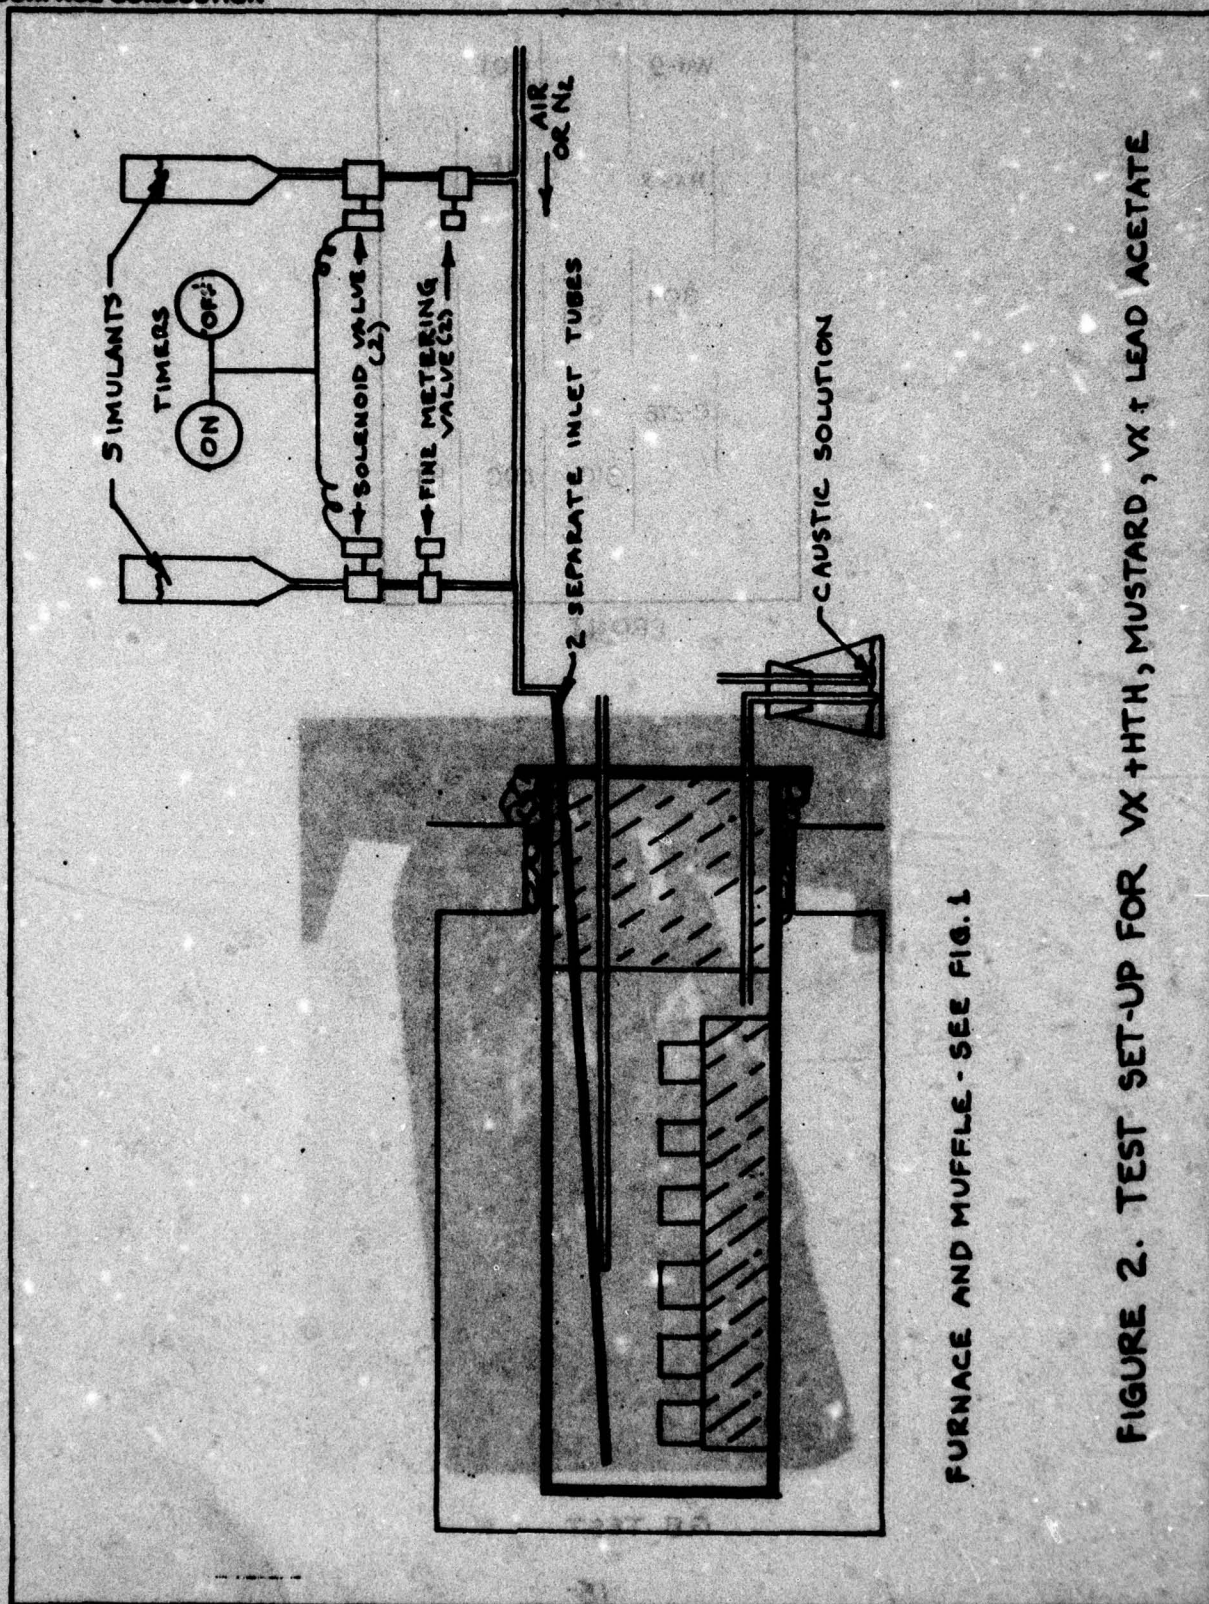 SIMULANTS
TIMERS
ON
OFF
SOLENOID VALVE
(2)
FINE METERING
VALVE (2)
AIR
OR N2
2 SEPARATE INLET TUBES
CAUSTIC SOLUTION
FURNACE AND MUFFLE - SEE FIG. 1
FIGURE 2. TEST SET-UP FOR VX + HTH, MUSTARD, VX + LEAD ACETATE